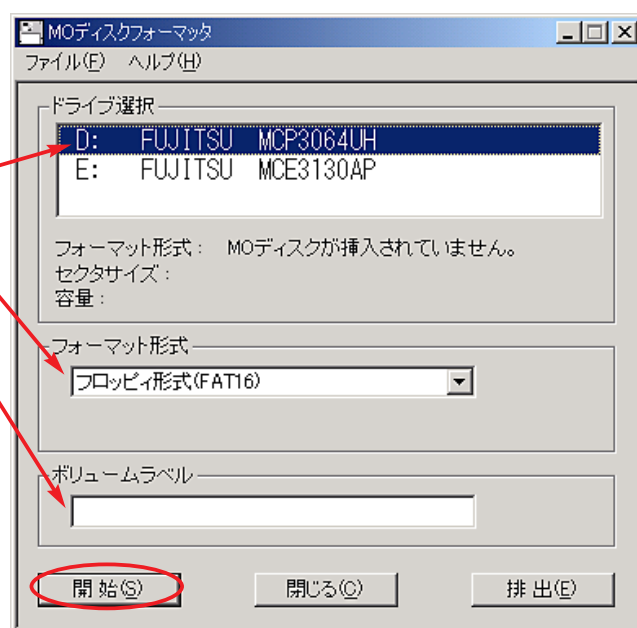 MOディスクフォーマッタ
ファイル(F) ヘルプ(H)
ドライブ選択
D: FUJITSU MCP3064UH
E: FUJITSU MCE3130AP
フォーマット形式： MOディスクが挿入されていません。
セクタサイズ：
容量：
フォーマット形式
フロッピィ形式(FAT16)
ボリュームラベル
開始(S) 閉じる(C) 排出(E)